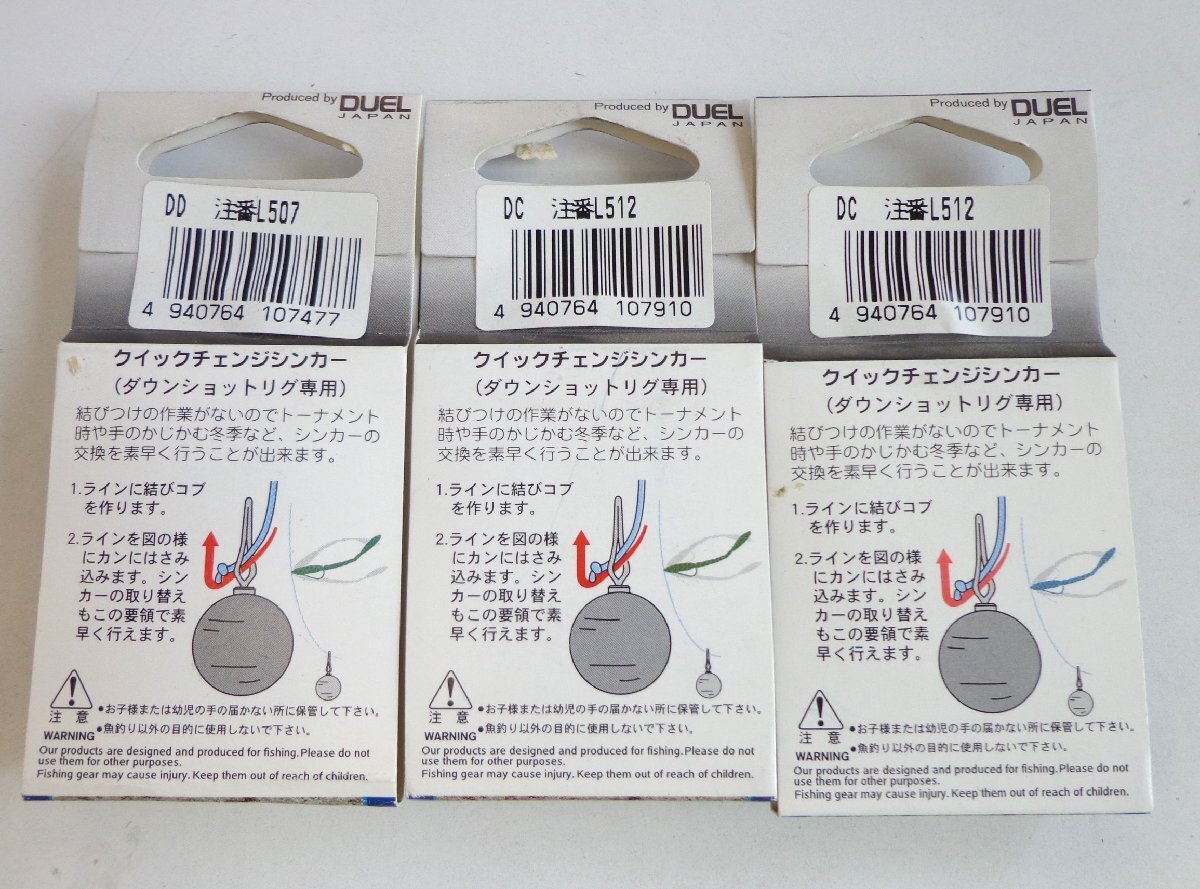 Produced by DUEL
JAPAN
DD 注番L507
4 940764 107477
クイックチェンジシンカー
(ダウンショットリグ専用)
結びつけの作業がないのでトーナメント
時や手のかじかむ冬季など、シンカーの
交換を素早く行うことが出来ます。
1.ラインに結びコブ
を作ります。
2.ラインを図の様
にカンにはさみ
込みます。シン
カーの取り替え
もこの要領で素
早く行えます。
注 意
WARNING
•お子様または幼児の手の届かない所に保管して下さい。
•魚釣り以外の目的に使用しないで下さい。
Our products are designed and produced for fishing. Please do not
use them for other purposes.
Fishing gear may cause injury. Keep them out of reach of children.
Produced by DUEL
JAPAN
DC 注番L512
4 940764 107910
クイックチェンジシンカー
(ダウンショットリグ専用)
結びつけの作業がないのでトーナメント
時や手のかじかむ冬季など、シンカーの
交換を素早く行うことが出来ます。
1.ラインに結びコブ
を作ります。
2.ラインを図の様
にカンにはさみ
込みます。シン
カーの取り替え
もこの要領で素
早く行えます。
注 意
WARNING
•お子様または幼児の手の届かない所に保管して下さい。
•魚釣り以外の目的に使用しないで下さい。
Our products are designed and produced for fishing. Please do not
use them for other purposes.
Fishing gear may cause injury. Keep them out of reach of children.
Produced by DUEL
JAPAN
DC 注番L512
4 940764 107910
クイックチェンジシンカー
(ダウンショットリグ専用)
結びつけの作業がないのでトーナメント
時や手のかじかむ冬季など、シンカーの
交換を素早く行うことが出来ます。
1.ラインに結びコブ
を作ります。
2.ラインを図の様
にカンにはさみ
込みます。シン
カーの取り替え
もこの要領で素
早く行えます。
注 意
WARNING
•お子様または幼児の手の届かない所に保管して下さい。
•魚釣り以外の目的に使用しないで下さい。
Our products are designed and produced for fishing. Please do not
use them for other purposes.
Fishing gear may cause injury. Keep them out of reach of children.